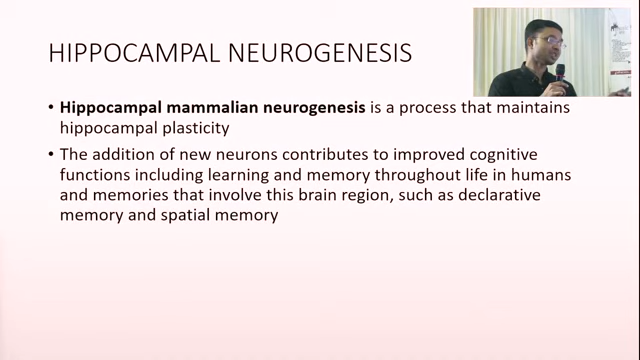 HIPPOCAMPAL NEUROGENESIS
• Hippocampal mammalian neurogenesis is a process that maintains
hippocampal plasticity
• The addition of new neurons contributes to improved cognitive
functions including learning and memory throughout life in humans
and memories that involve this brain region, such as declarative
memory and spatial memory